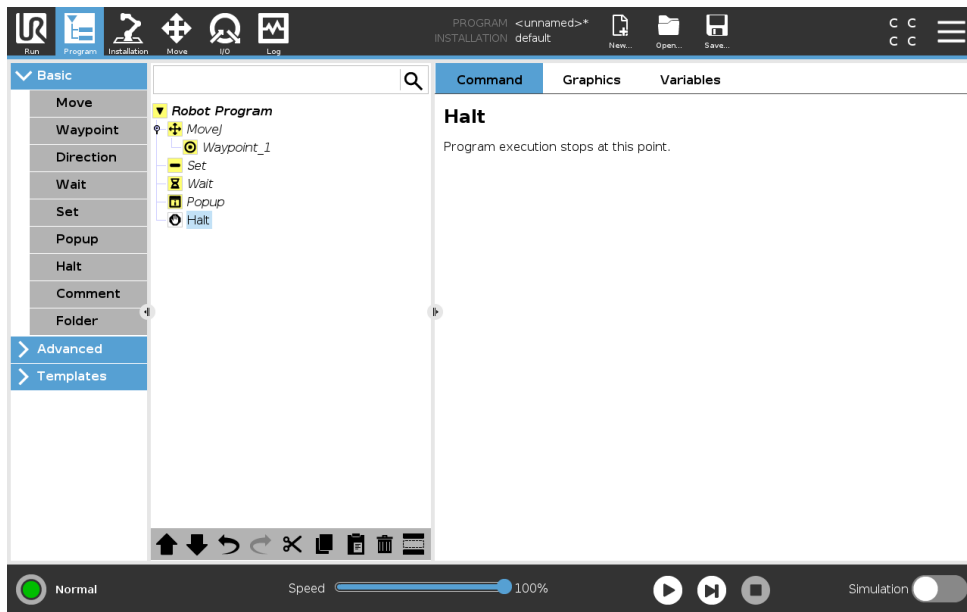 PROGRAM <unnamed>*
INSTALLATION default
C C
C C
UR
Run
Program
Installation
Move
I/O
Log
New...
Open...
Save...
Basic
Move
Waypoint
Direction
Wait
Set
Popup
Halt
Comment
Folder
Advanced
Templates
Robot Program
MoveJ
Waypoint_1
Set
Wait
Popup
Halt
Command Graphics Variables
Halt
Program execution stops at this point.
Normal
Speed 100%
Simulation